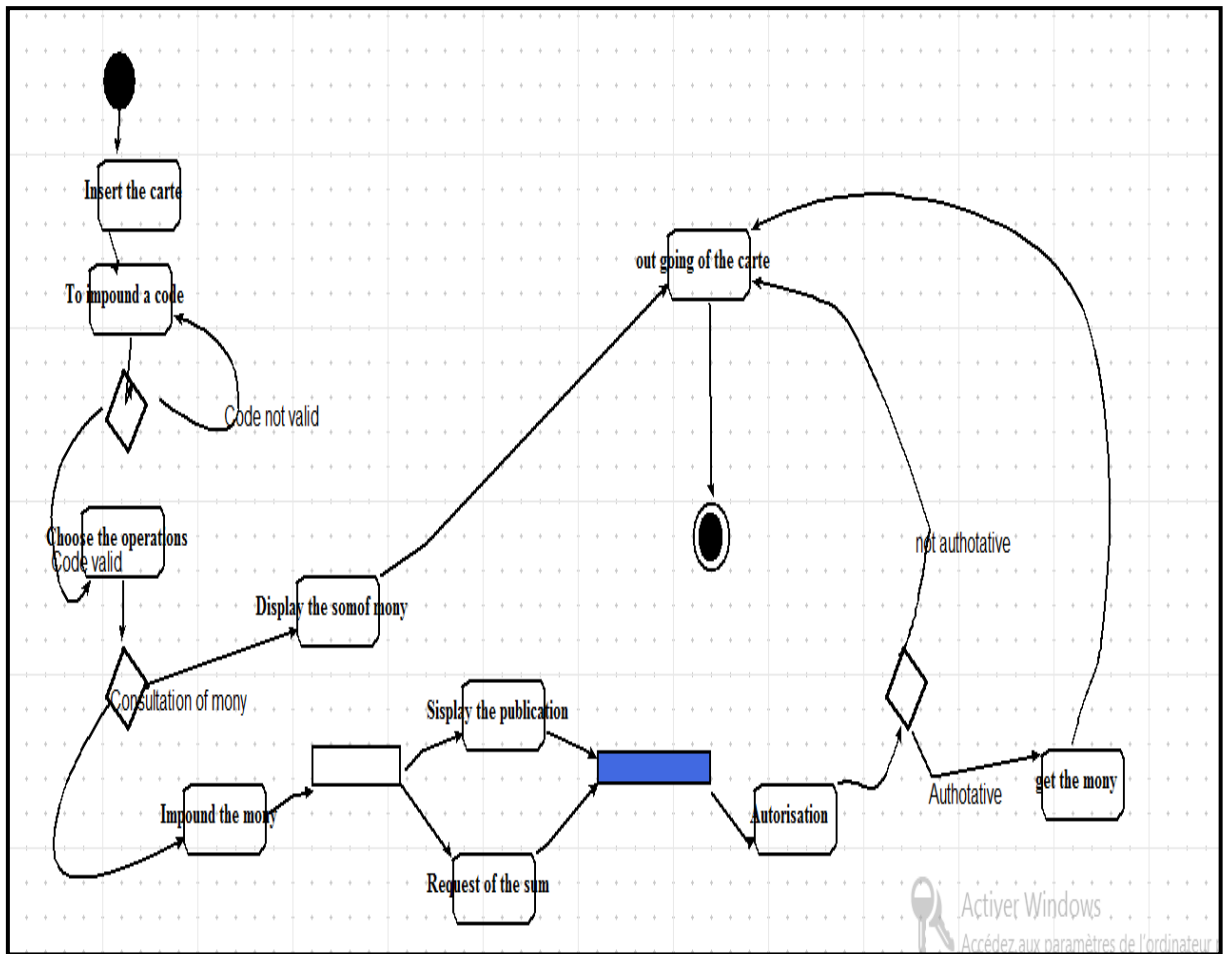 Insert the carte
To impound a code
Code not valid
Choose the operations
Code valid
Consultation of mony
Display the somof mony
out going of the carte
Sisplay the publication
Impound the mony
Request of the sum
Autorisation
not authotative
Authotative
get the mony
Activer Windows
Accédez aux paramètres de l'ordinateur